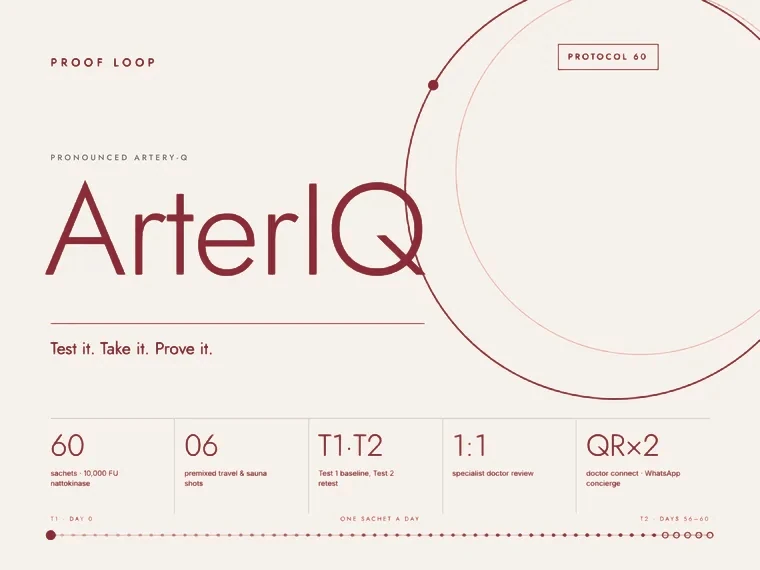 PROOF LOOP
PROTOCOL 60
PRONOUNCED ARTERY-Q
ArterIQ
Test it. Take it. Prove it.
60
sachets · 10,000 FU
nattokinase
06
premixed travel & sauna
shots
T1·T2
Test 1 baseline, Test 2
retest
1:1
specialist doctor review
QR×2
doctor connect · WhatsApp
concierge
T1 · DAY 0
ONE SACHET A DAY
T2 · DAYS 56–60